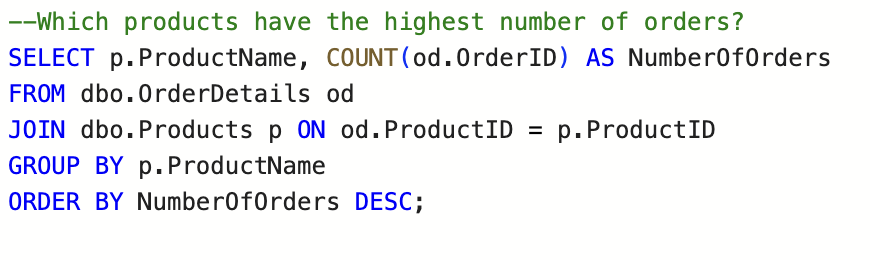 --Which products have the highest number of orders?
SELECT p.ProductName, COUNT(od.OrderID) AS NumberOfOrders
FROM dbo.OrderDetails od
JOIN dbo.Products p ON od.ProductID = p.ProductID
GROUP BY p.ProductName
ORDER BY NumberOfOrders DESC;